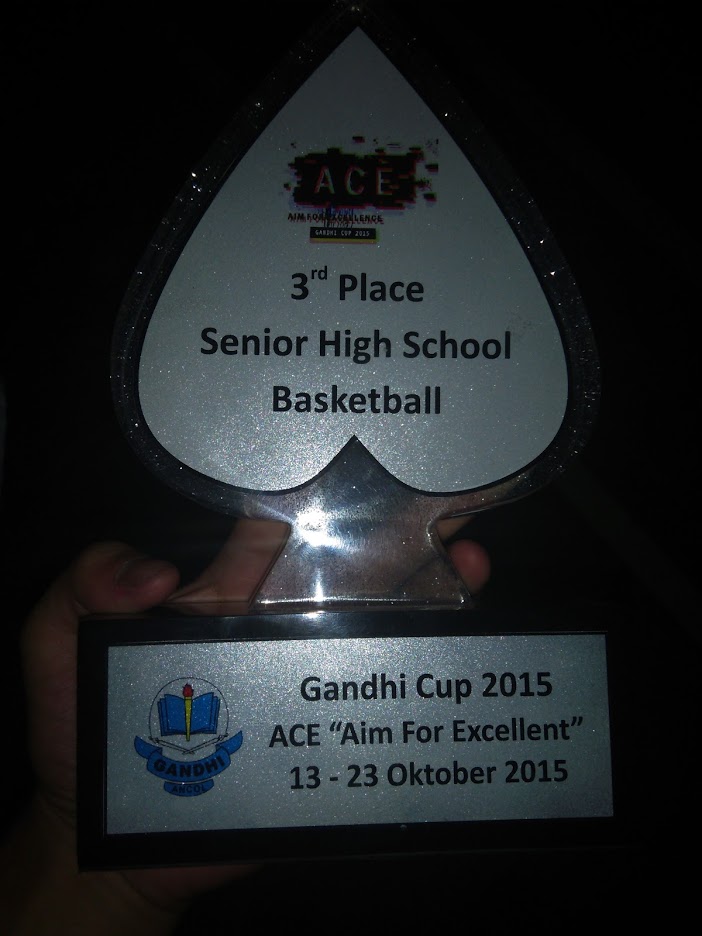 ACE
AIM FOR EXCELLENCE
GANDHI CUP 2015
3rd Place
Senior High School
Basketball
Gandhi Cup 2015
ACE “Aim For Excellent”
13 - 23 Oktober 2015
GANDHI
ANCOL